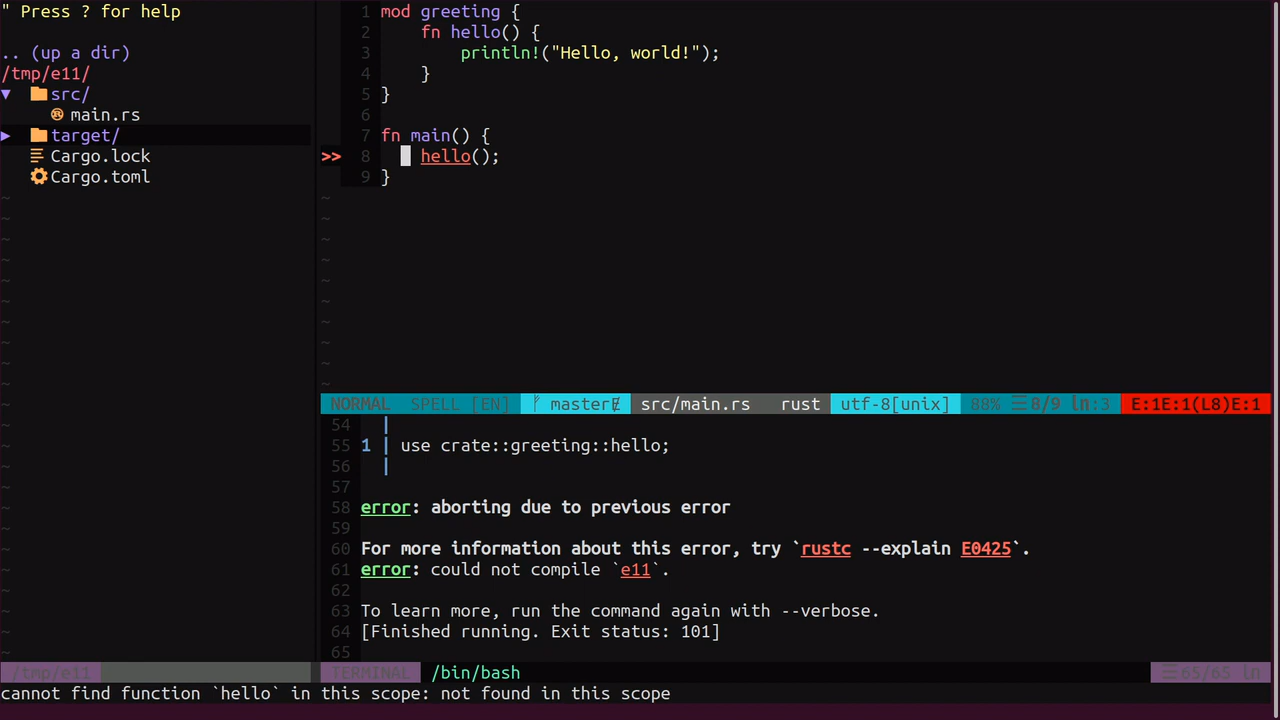 " Press ? for help
.. (up a dir)
/tmp/e11/
▼ src/
main.rs
▶ target/
Cargo.lock
Cargo.toml
1 mod greeting {
2 fn hello() {
3 println!("Hello, world!");
4 }
5 }
6
7 fn main() {
>> 8 hello();
9 }
NORMAL SPELL [EN] master src/main.rs rust utf-8[unix] 88% ☰ 8/9 ln:3 E:1E:1(L8)E:1
54 |
55 1 | use crate::greeting::hello;
56 |
57
58 error: aborting due to previous error
59
60 For more information about this error, try `rustc --explain E0425`.
61 error: could not compile `e11`.
62
63 To learn more, run the command again with --verbose.
64 [Finished running. Exit status: 101]
65
/tmp/e11 TERMINAL /bin/bash ☰ 65/65 ln
cannot find function `hello` in this scope: not found in this scope